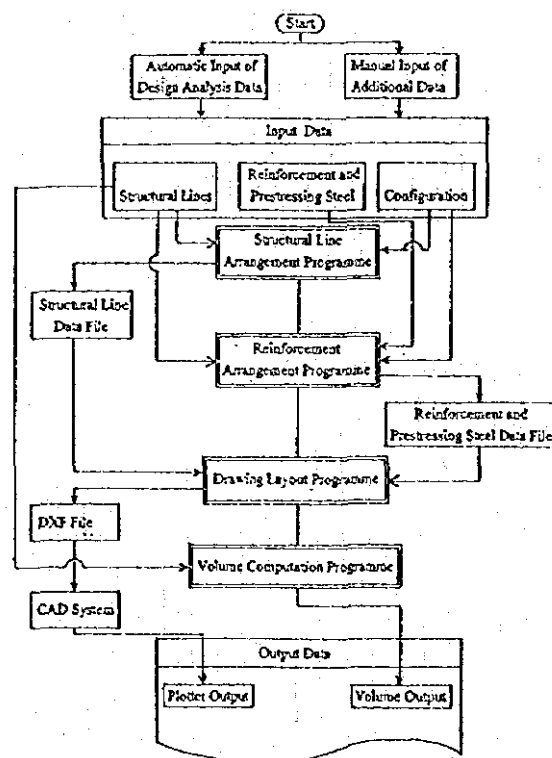 Start
Automatic Input of
Design Analysis Data
Manual Input of
Additional Data
Input Data
Structural Lines
Reinforcement and
Prestressing Steel
Configuration
Structural Line
Arrangement Programme
Structural Line
Data File
Reinforcement
Arrangement Programme
Reinforcement and
Prestressing Steel Data File
Drawing Layout Programme
DXF File
Volume Computation Programme
CAD System
Output Data
Plotter Output
Volume Output